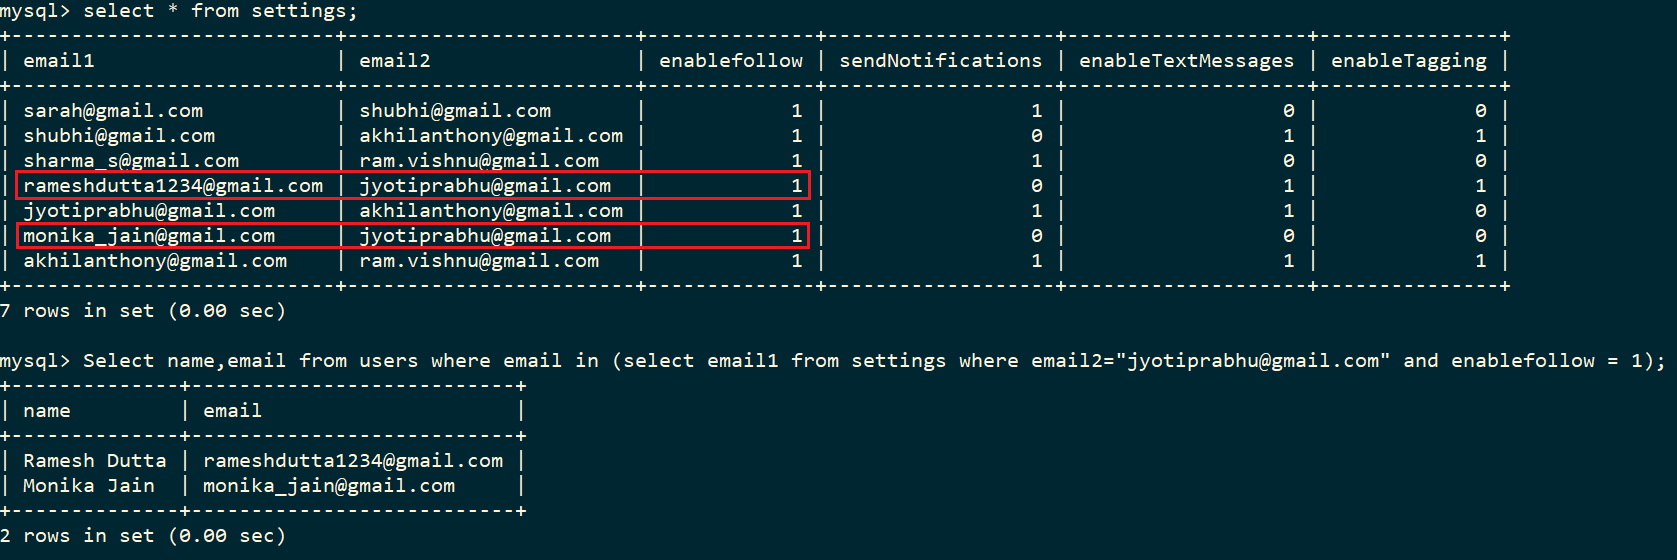 mysql> select * from settings;
+---------------------------+------------------------+--------------+-------------------+--------------------+---------------+
| email1                    | email2                 | enablefollow | sendNotifications | enableTextMessages | enableTagging |
+---------------------------+------------------------+--------------+-------------------+--------------------+---------------+
| sarah@gmail.com           | shubhi@gmail.com       |            1 |                 1 |                  0 |             0 |
| shubhi@gmail.com          | akhilanthony@gmail.com |            1 |                 0 |                  1 |             1 |
| sharma_s@gmail.com        | ram.vishnu@gmail.com   |            1 |                 1 |                  0 |             0 |
| rameshdutta1234@gmail.com | jyotiprabhu@gmail.com  |            1 |                 0 |                  1 |             1 |
| jyotiprabhu@gmail.com     | akhilanthony@gmail.com |            1 |                 1 |                  1 |             0 |
| monika_jain@gmail.com     | jyotiprabhu@gmail.com  |            1 |                 0 |                  0 |             0 |
| akhilanthony@gmail.com    | ram.vishnu@gmail.com   |            1 |                 1 |                  1 |             1 |
+---------------------------+------------------------+--------------+-------------------+--------------------+---------------+
7 rows in set (0.00 sec)
mysql> Select name,email from users where email in (select email1 from settings where email2="jyotiprabhu@gmail.com" and enablefollow = 1);
+--------------+---------------------------+
| name         | email                     |
+--------------+---------------------------+
| Ramesh Dutta | rameshdutta1234@gmail.com |
| Monika Jain  | monika_jain@gmail.com     |
+--------------+---------------------------+
2 rows in set (0.00 sec)